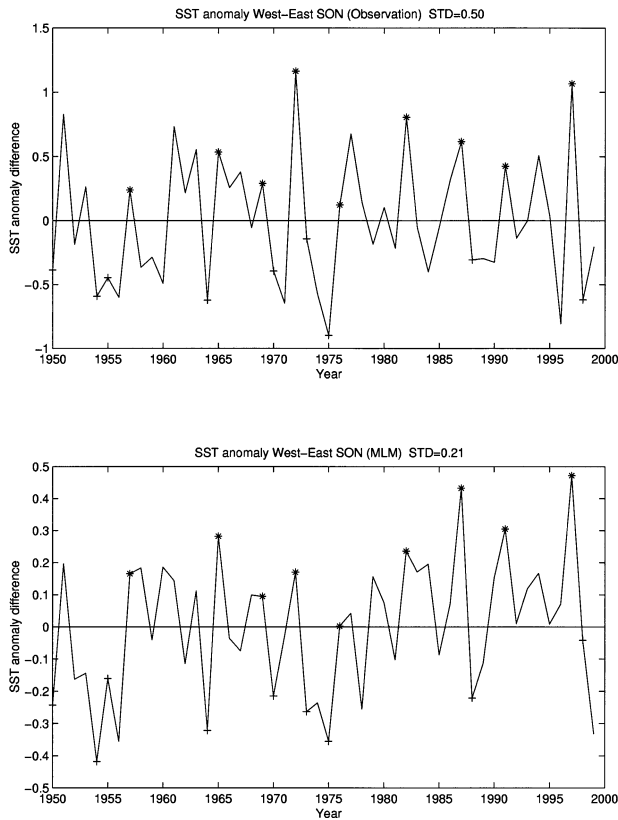 SST anomaly West−East SON (Observation)  STD=0.50
SST anomaly difference
1.5
1
0.5
0
−0.5
−1
1950 1955 1960 1965 1970 1975 1980 1985 1990 1995 2000
Year
SST anomaly West−East SON (MLM)  STD=0.21
SST anomaly difference
0.5
0.4
0.3
0.2
0.1
0
−0.1
−0.2
−0.3
−0.4
−0.5
1950 1955 1960 1965 1970 1975 1980 1985 1990 1995 2000
Year